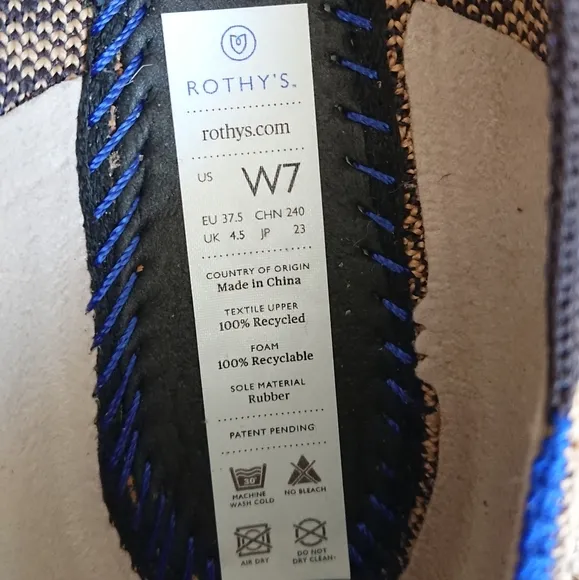 ROTHY'S™
rothys.com
US W7
EU 37.5 CHN 240
UK 4.5 JP 23
COUNTRY OF ORIGIN
Made in China
TEXTILE UPPER
100% Recycled
FOAM
100% Recyclable
SOLE MATERIAL
Rubber
PATENT PENDING
30°
MACHINE WASH COLD
NO BLEACH
AIR DRY
DO NOT DRY CLEAN